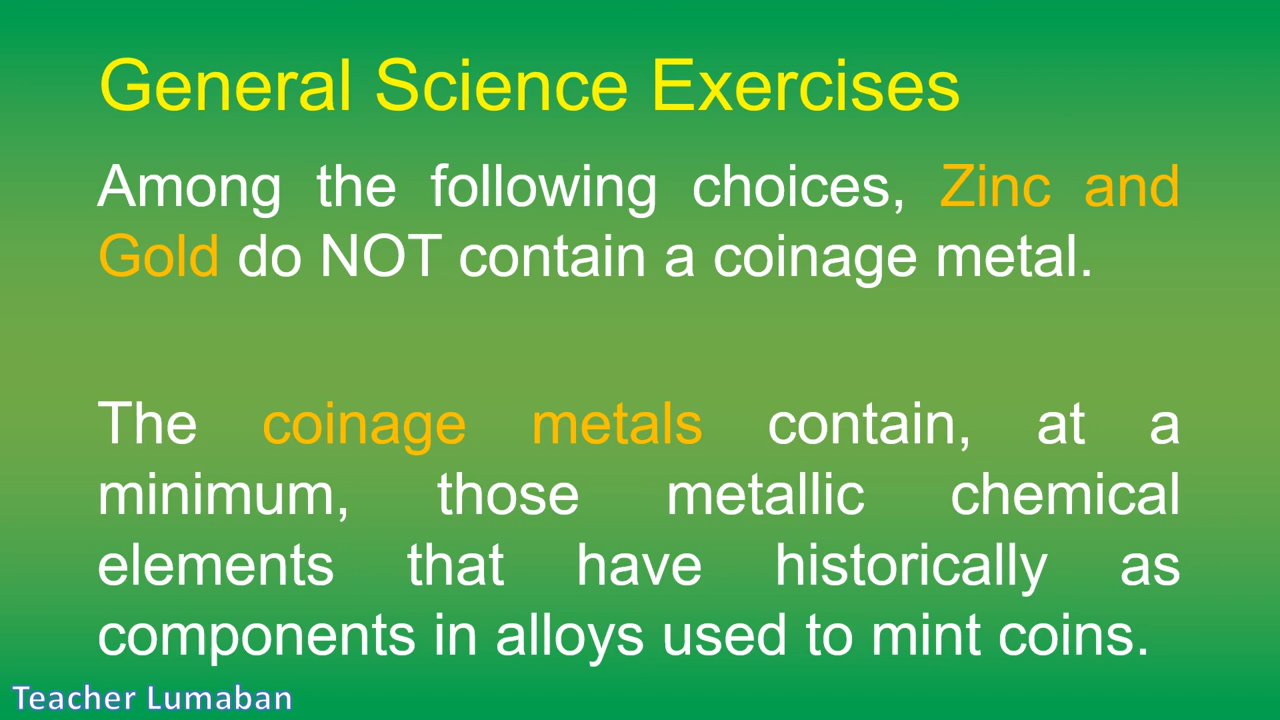 General Science Exercises
Among the following choices, Zinc and
Gold do NOT contain a coinage metal.
The coinage metals contain, at a
minimum, those metallic chemical
elements that have historically as
components in alloys used to mint coins.
Teacher Lumaban